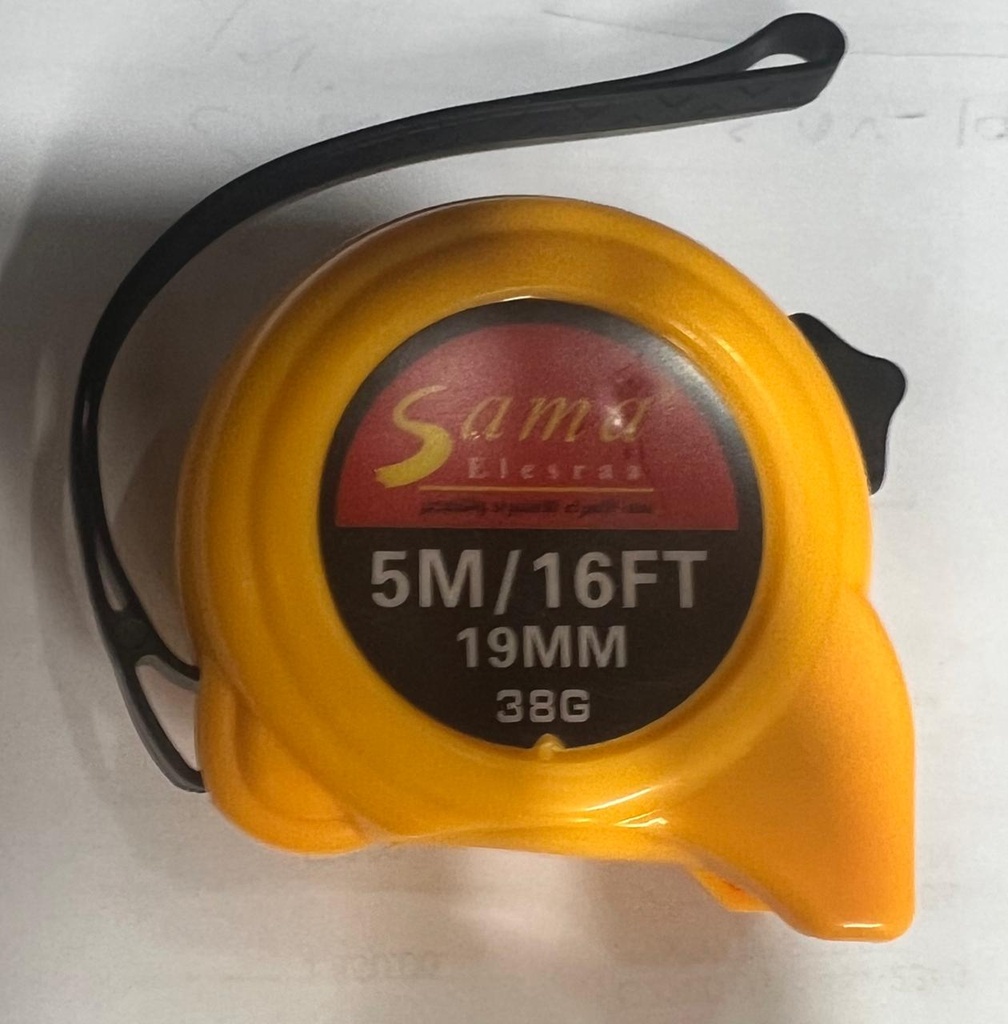 Sama
Elesraa
5M/16FT
19MM
38G